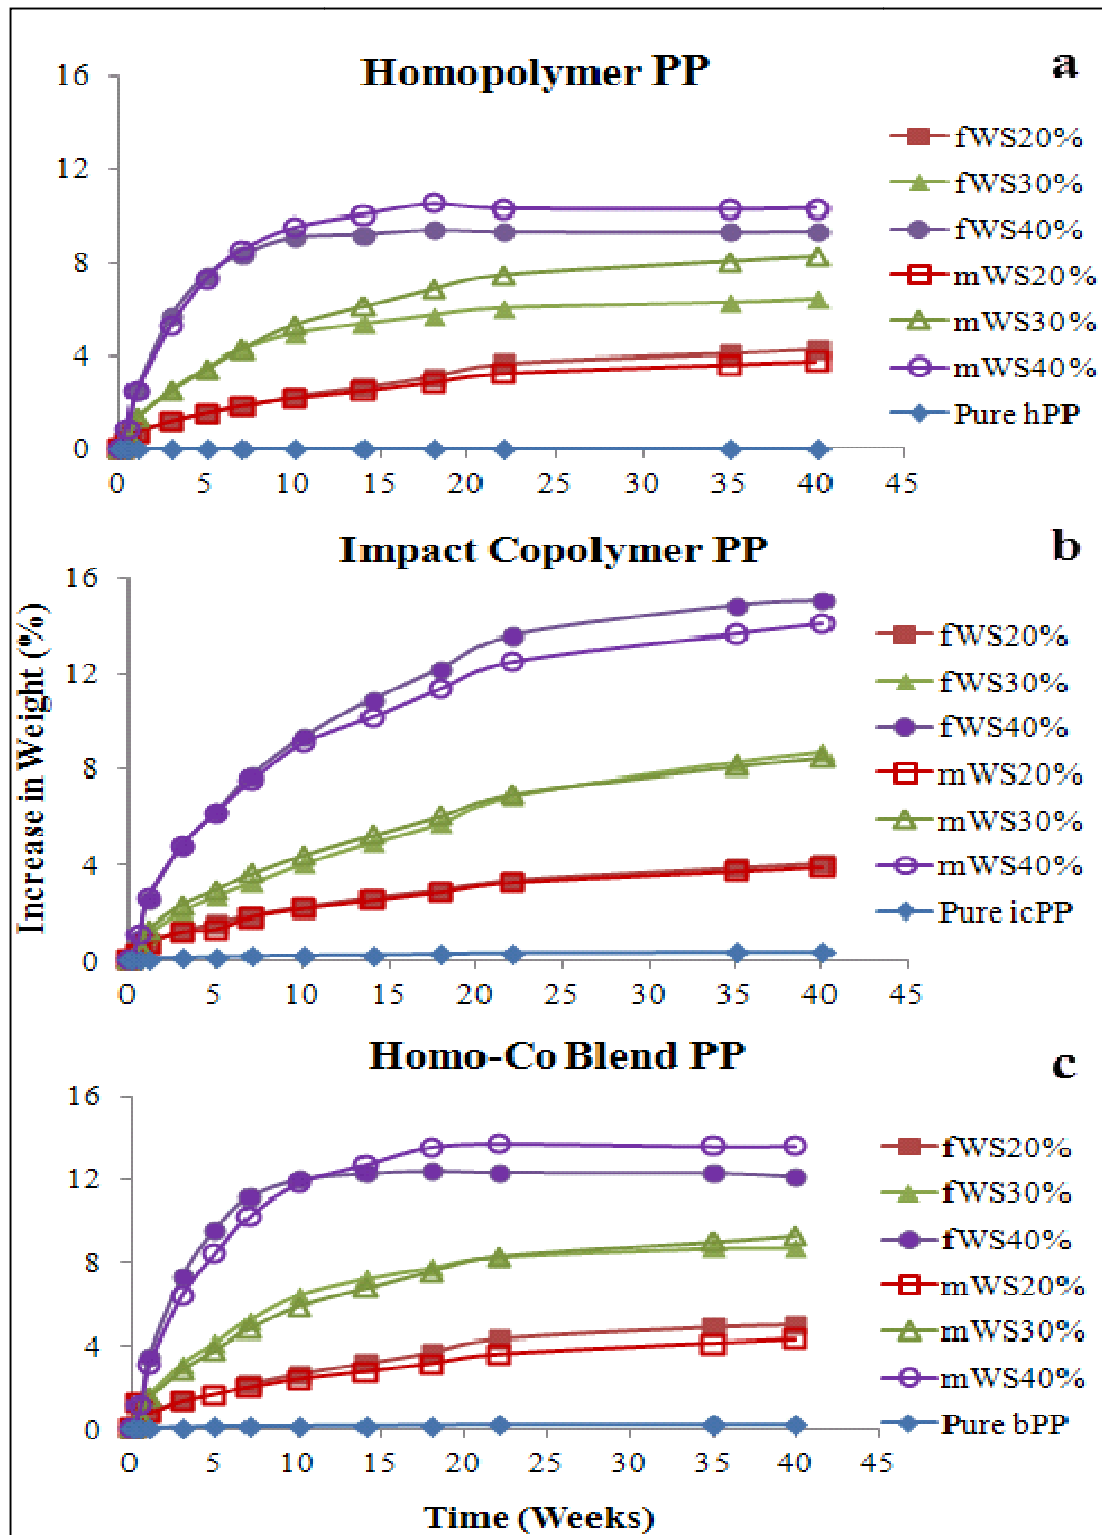 Homopolymer PP
a
16
12
8
4
0
0 5 10 15 20 25 30 35 40 45
fWS20%
fWS30%
fWS40%
mWS20%
mWS30%
mWS40%
Pure hPP
Impact Copolymer PP
b
Increase in Weight (%)
16
12
8
4
0
0 5 10 15 20 25 30 35 40 45
fWS20%
fWS30%
fWS40%
mWS20%
mWS30%
mWS40%
Pure icPP
Homo-Co Blend PP
c
16
12
8
4
0
0 5 10 15 20 25 30 35 40 45
fWS20%
fWS30%
fWS40%
mWS20%
mWS30%
mWS40%
Pure bPP
Time (Weeks)